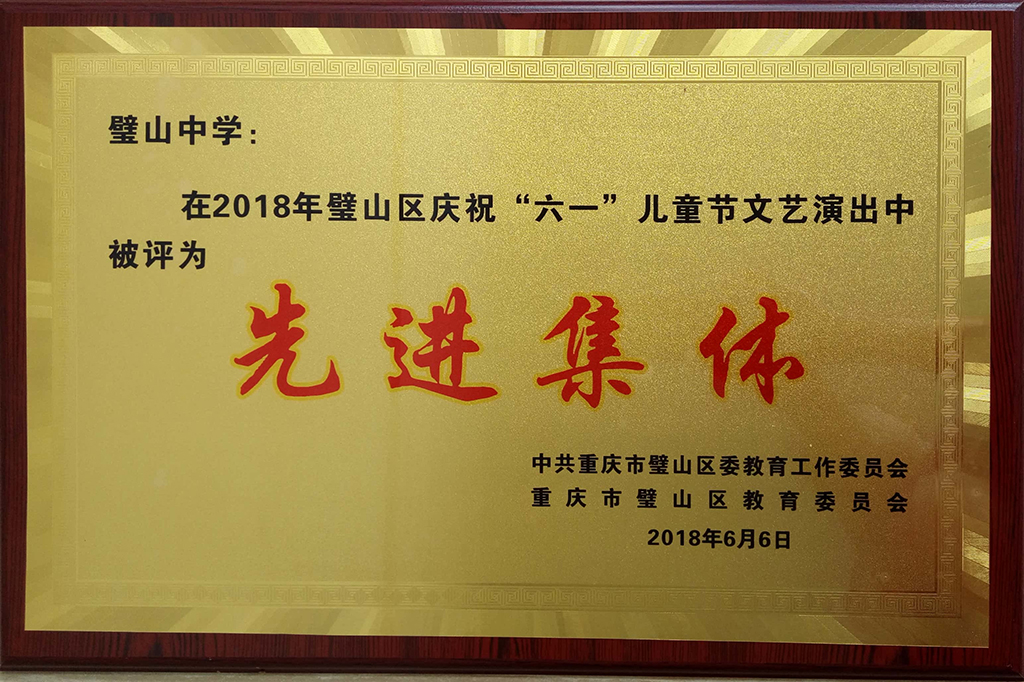 璧山中学：
在2018年璧山区庆祝“六一”儿童节文艺演出中
被评为
先进集体
中共重庆市璧山区委教育工作委员会
重庆市璧山区教育委员会
2018年6月6日